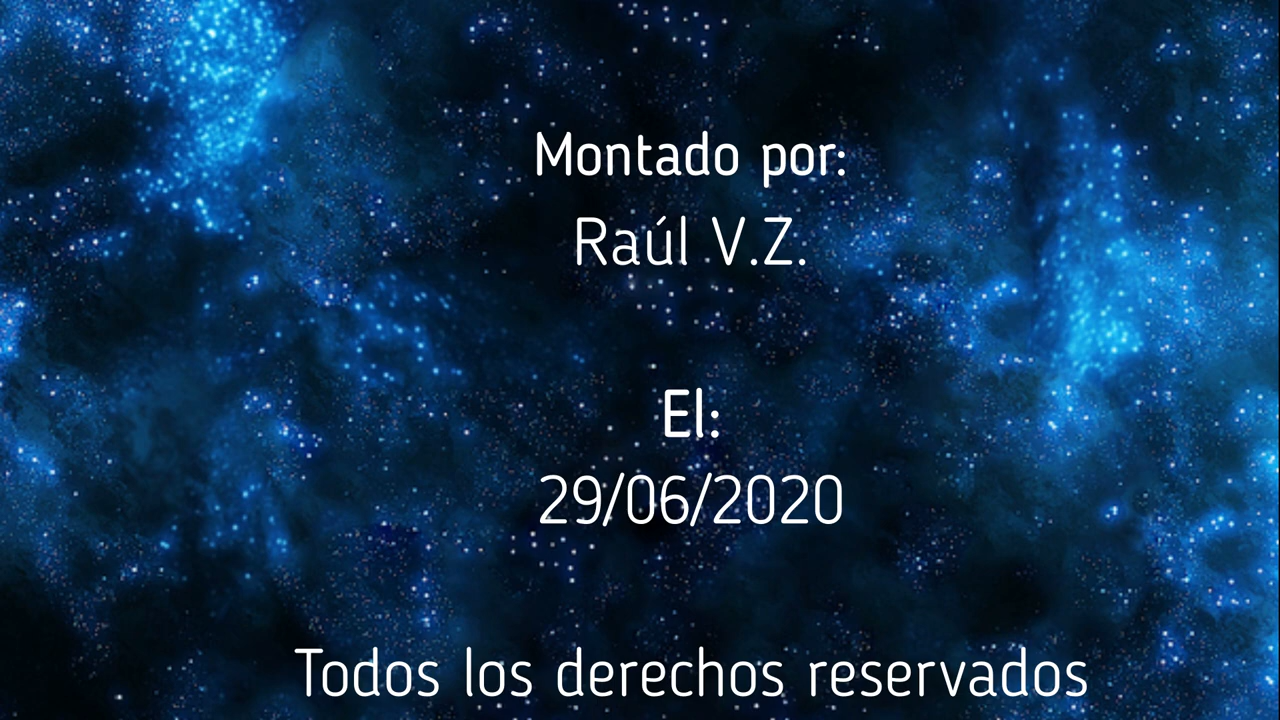 Montado por:
Raúl V.Z.
El:
29/06/2020
Todos los derechos reservados